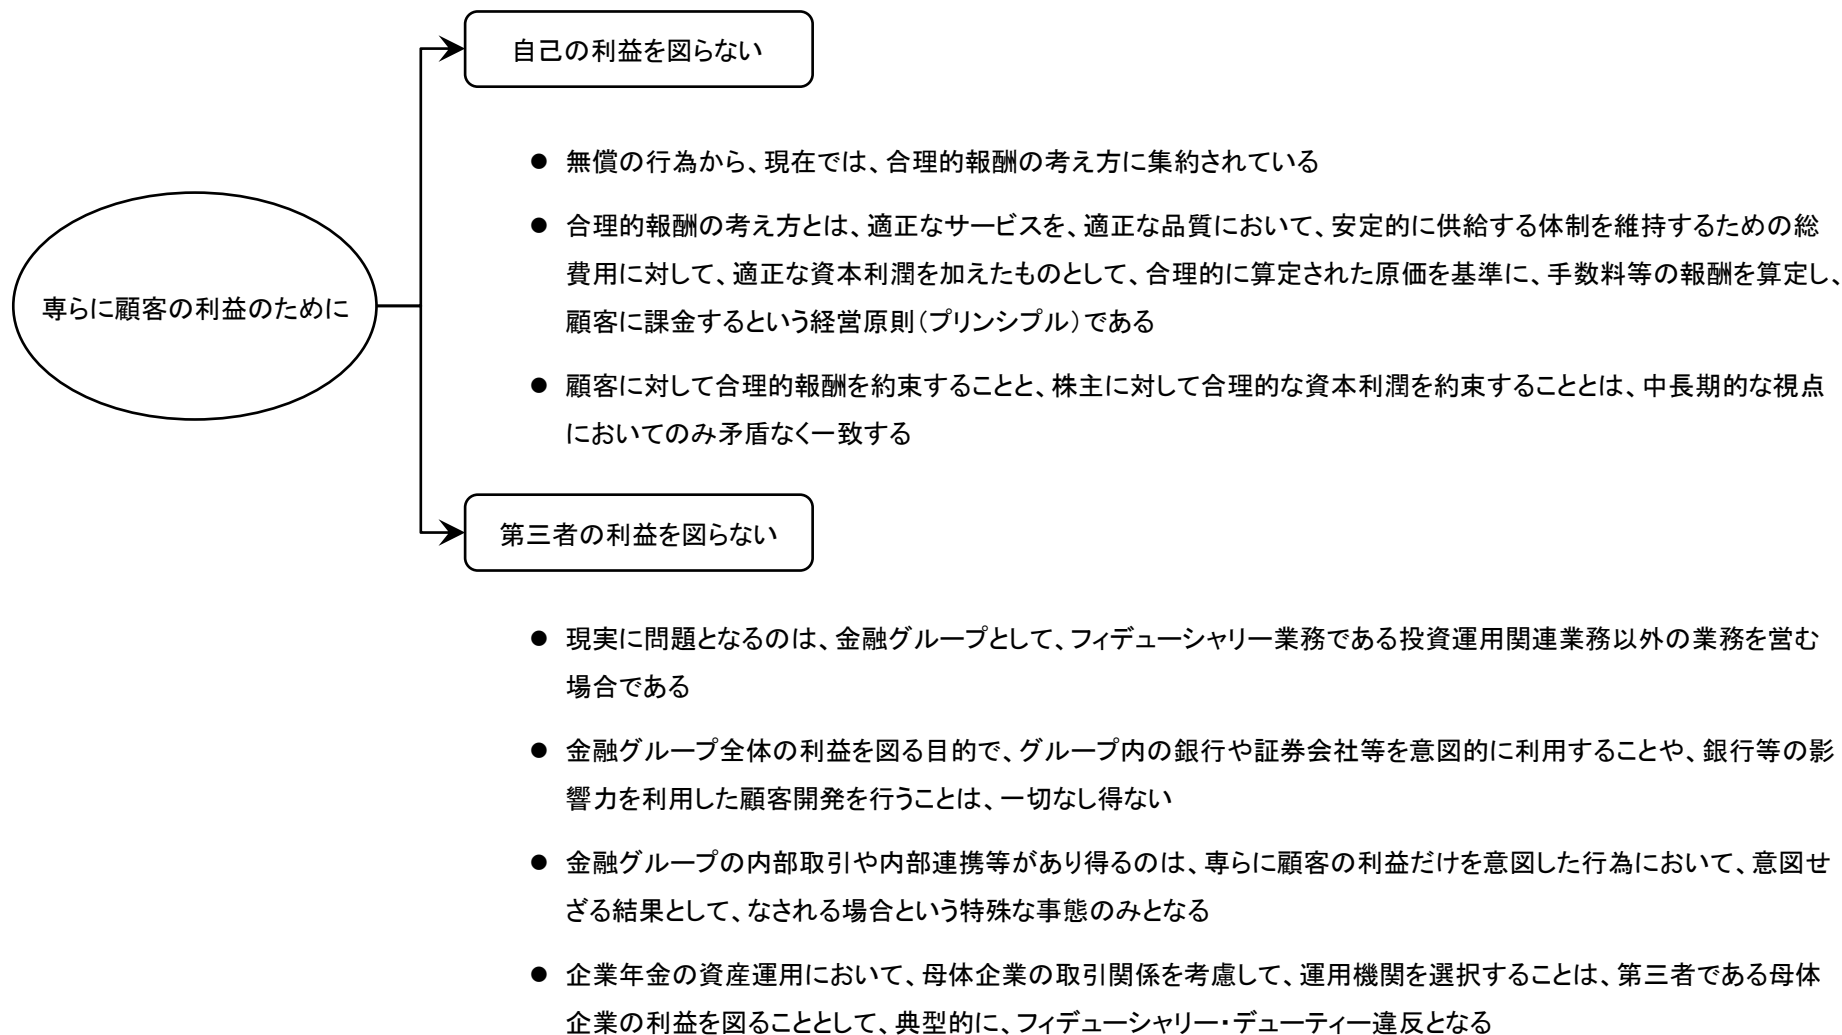 自己の利益を図らない
● 無償の行為から、現在では、合理的報酬の考え方に集約されている
● 合理的報酬の考え方とは、適正なサービスを、適正な品質において、安定的に供給する体制を維持するための総
費用に対して、適正な資本利潤を加えたものとして、合理的に算定された原価を基準に、手数料等の報酬を算定し、
顧客に課金するという経営原則(プリンシプル)である
専らに顧客の利益のために
● 顧客に対して合理的報酬を約束することと、株主に対して合理的な資本利潤を約束することとは、中長期的な視点
においてのみ矛盾なく一致する
第三者の利益を図らない
● 現実に問題となるのは、金融グループとして、フィデューシャリー業務である投資運用関連業務以外の業務を営む
場合である
● 金融グループ全体の利益を図る目的で、グループ内の銀行や証券会社等を意図的に利用することや、銀行等の影
響力を利用した顧客開発を行うことは、一切なし得ない
● 金融グループの内部取引や内部連携等があり得るのは、専らに顧客の利益だけを意図した行為において、意図せ
ざる結果として、なされる場合という特殊な事態のみとなる
● 企業年金の資産運用において、母体企業の取引関係を考慮して、運用機関を選択することは、第三者である母体
企業の利益を図ることとして、典型的に、フィデューシャリー・デューティー違反となる